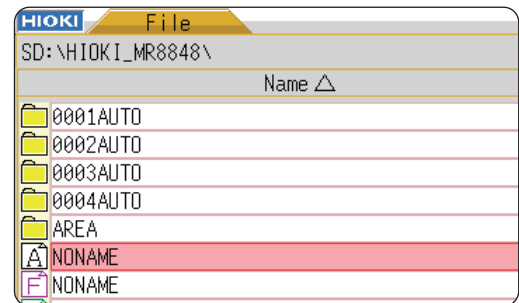 HIOKI File
SD:\HIOKI_MR8848\
Name △
0001AUTO
0002AUTO
0003AUTO
0004AUTO
AREA
A NONAME
F NONAME